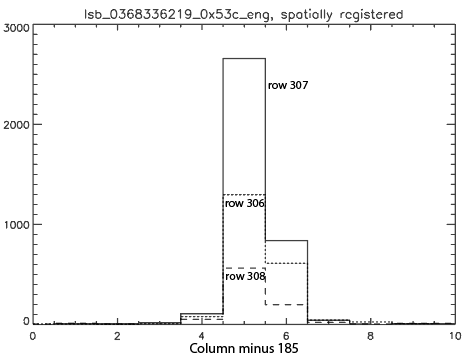 lsb_0368336219_0x53c_eng, spatially rcgistered
3000
row 307
2000
row 306
1000
row 308
0
0 2 4 6 8 10
Column minus 185